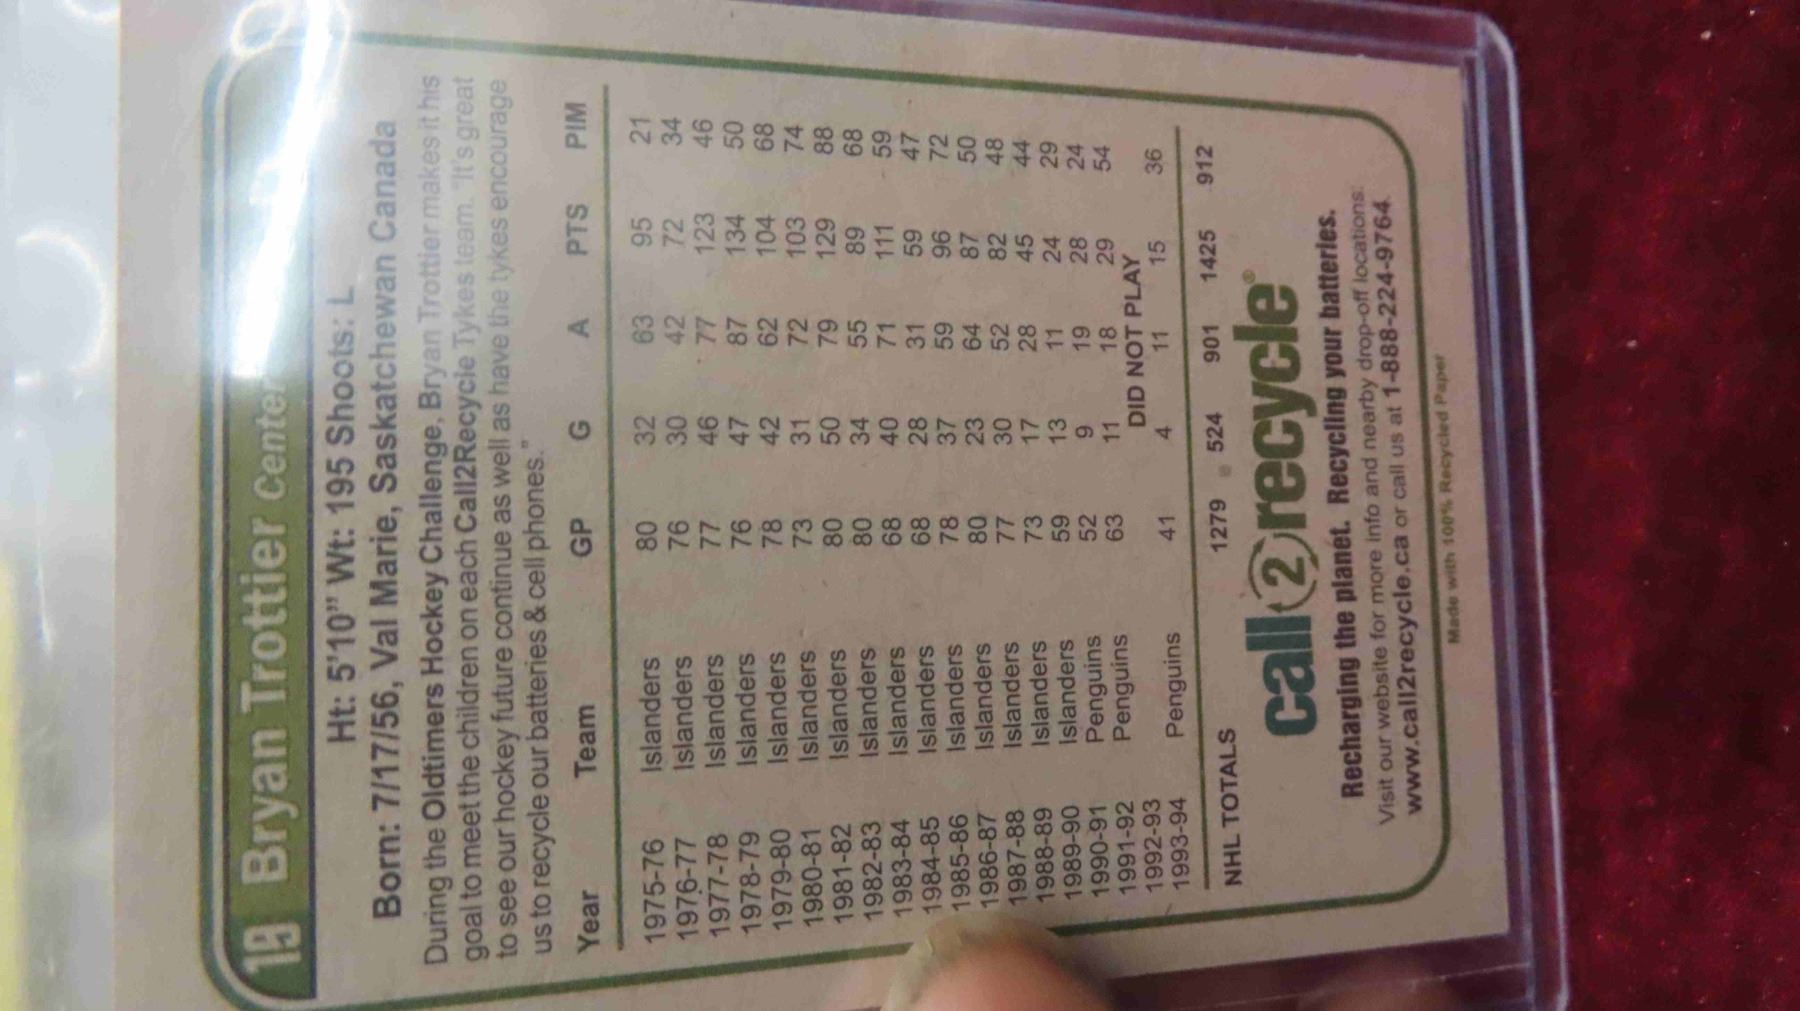 19 Bryan Trottier Center
Ht: 5'10" Wt: 195 Shoots: L
Born: 7/17/56, Val Marie, Saskatchewan Canada
During the Oldtimers Hockey Challenge, Bryan Trottier makes it his
goal to meet the children on each Call2Recycle Tykes team. "It's great
to see our hockey future continue as well as have the tykes encourage
us to recycle our batteries & cell phones."
Year Team GP G A PTS PIM
1975-76 Islanders 80 32 63 95 21
1976-77 Islanders 76 30 42 72 34
1977-78 Islanders 77 46 77 123 46
1978-79 Islanders 76 47 87 134 50
1979-80 Islanders 78 42 62 104 68
1980-81 Islanders 73 31 72 103 74
1981-82 Islanders 80 50 79 129 88
1982-83 Islanders 80 34 55 89 68
1983-84 Islanders 68 40 71 111 59
1984-85 Islanders 68 28 31 59 47
1985-86 Islanders 78 37 59 96 72
1986-87 Islanders 80 23 64 87 50
1987-88 Islanders 77 30 52 82 48
1988-89 Islanders 73 17 28 45 44
1989-90 Islanders 59 13 11 24 29
1990-91 Penguins 52 9 19 28 24
1991-92 Penguins 63 11 18 29 54
1992-93 DID NOT PLAY
1993-94 Penguins 41 4 11 15 36
NHL TOTALS 1279 524 901 1425 912
call2recycle®
Recharging the planet. Recycling your batteries.
Visit our website for more info and nearby drop-off locations:
www.call2recycle.ca or call us at 1-888-224-9764.
Made with 100% Recycled Paper